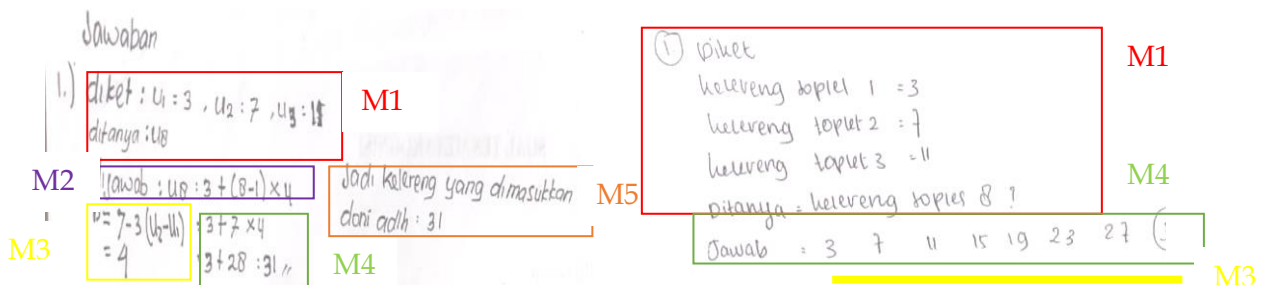 Jawaban
1.) diket : U1 = 3 , U2 : 7 , U3 : 11
ditanya : U8
M1
M2
Jawab : U8 : 3 + (8-1) × 4
= 7-3 (U2-U1)
= 4
M3
: 3 + 7 × 4
: 3 + 28 : 31 //
M4
Jadi kelereng yang dimasukkan
doni adlh : 31
M5
① Diket
kelereng toples 1 = 3
kelereng toples 2 = 7
kelereng toples 3 = 11
Ditanya = kelereng toples 8 ?
M1
Jawab : 3 7 11 15 19 23 27
M4
M3